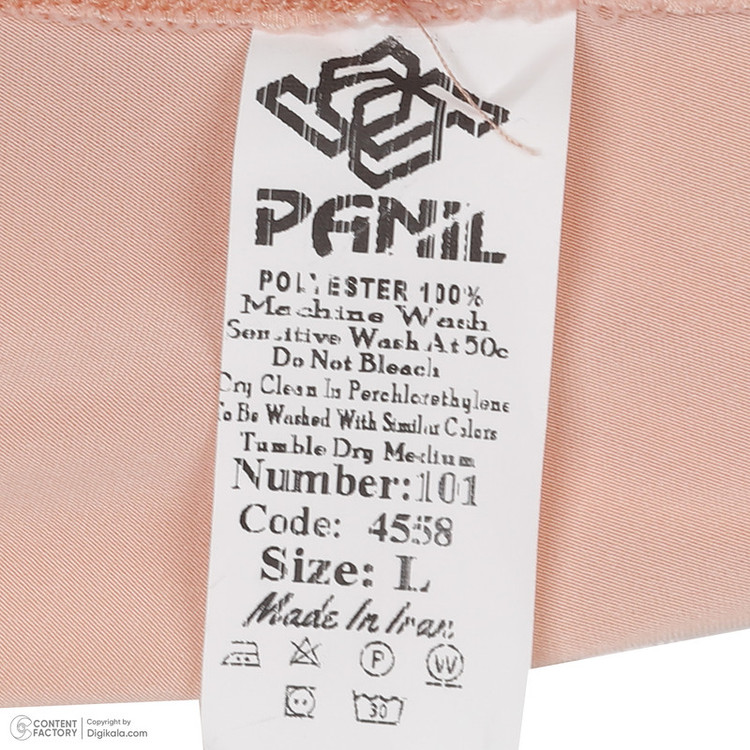 PANIL
POLYESTER 100%
Machine Wash
Sensitive Wash At 50c
Do Not Bleach
Dry Clean In Perchlorethylene
To Be Washed With Similar Colors
Tumble Dry Medium
Number: 101
Code: 4558
Size: L
Made In Iran
P W
30
CONTENT FACTORY
Copyright by
Digikala.com